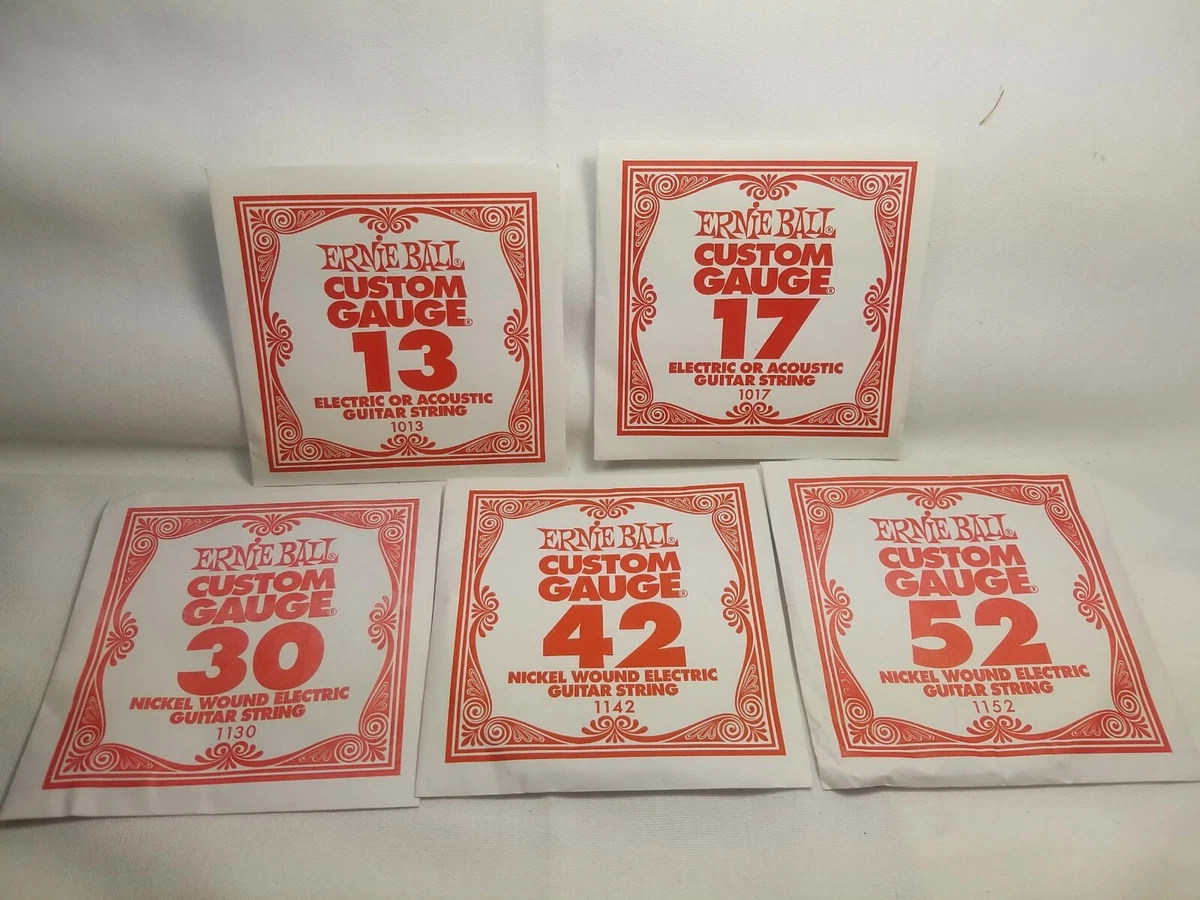 ERNIE BALL®
CUSTOM
GAUGE®
13
ELECTRIC OR ACOUSTIC
GUITAR STRING
1013
ERNIE BALL®
CUSTOM
GAUGE®
17
ELECTRIC OR ACOUSTIC
GUITAR STRING
1017
ERNIE BALL®
CUSTOM
GAUGE®
30
NICKEL WOUND ELECTRIC
GUITAR STRING
1130
ERNIE BALL®
CUSTOM
GAUGE®
42
NICKEL WOUND ELECTRIC
GUITAR STRING
1142
ERNIE BALL®
CUSTOM
GAUGE®
52
NICKEL WOUND ELECTRIC
GUITAR STRING
1152